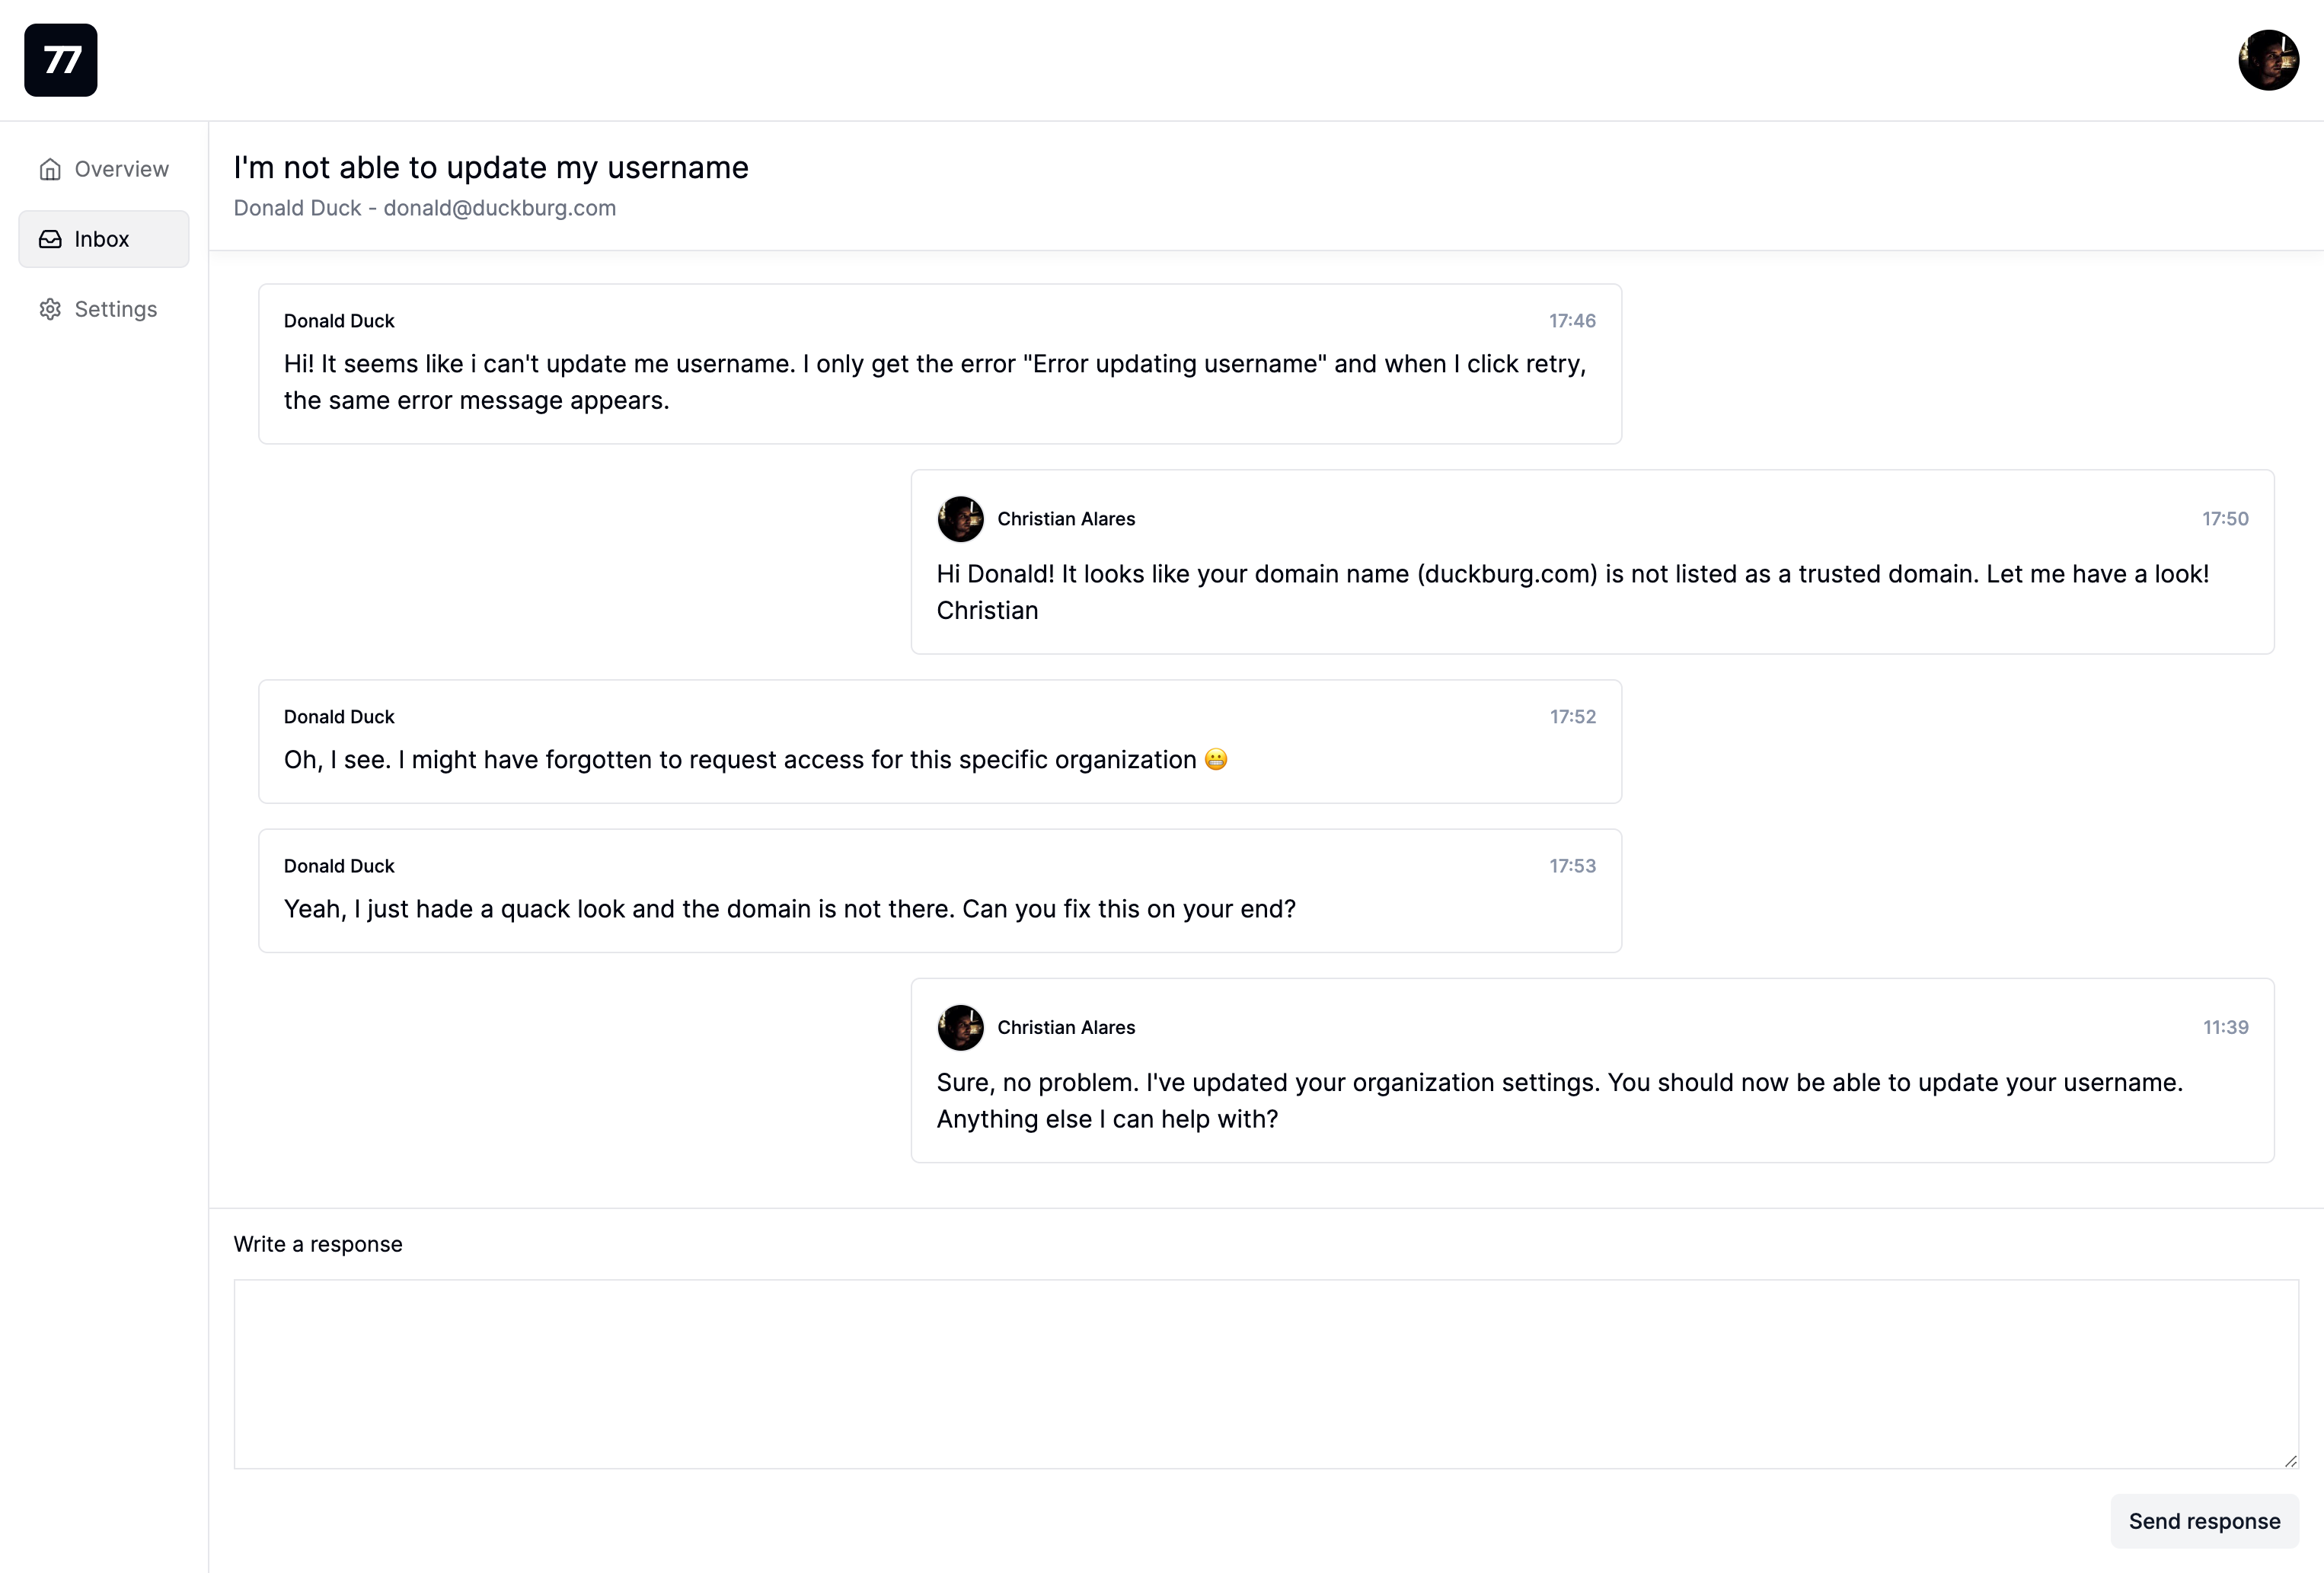 77
Overview
Inbox
Settings
I'm not able to update my username
Donald Duck - donald@duckburg.com
Donald Duck 17:46
Hi! It seems like i can't update me username. I only get the error "Error updating username" and when I click retry,
the same error message appears.
Christian Alares 17:50
Hi Donald! It looks like your domain name (duckburg.com) is not listed as a trusted domain. Let me have a look!
Christian
Donald Duck 17:52
Oh, I see. I might have forgotten to request access for this specific organization 😬
Donald Duck 17:53
Yeah, I just hade a quack look and the domain is not there. Can you fix this on your end?
Christian Alares 11:39
Sure, no problem. I've updated your organization settings. You should now be able to update your username.
Anything else I can help with?
Write a response
Send response